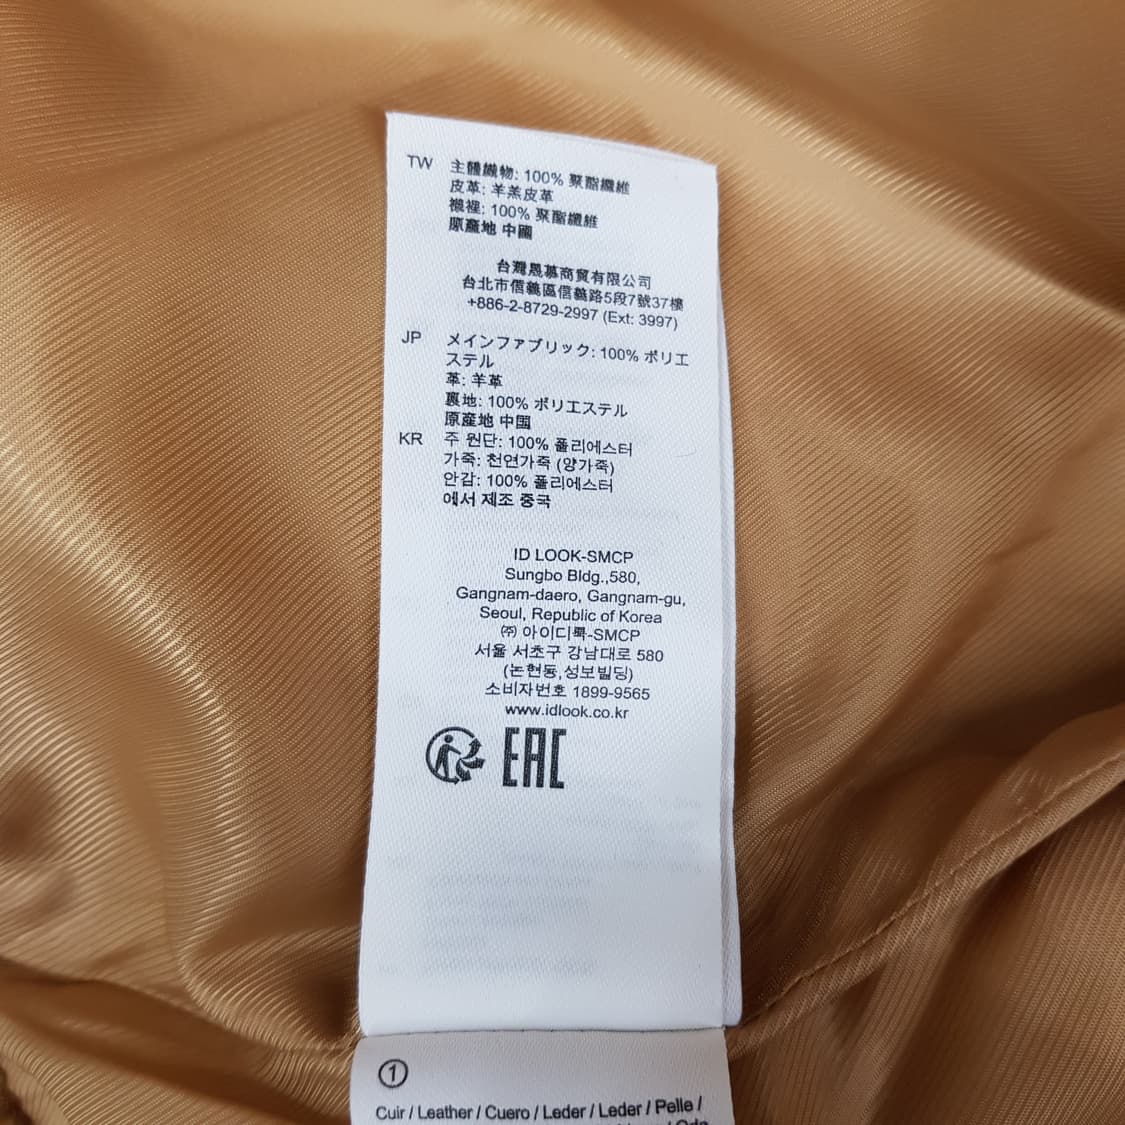 TW 主體織物: 100% 聚酯纖維
皮革: 羊羔皮革
襯裡: 100% 聚酯纖維
原產地 中國
台灣晟慕商貿有限公司
台北市信義區信義路5段7號37樓
+886-2-8729-2997 (Ext: 3997)
JP メインファブリック: 100% ポリエ
ステル
革: 羊革
裏地: 100% ポリエステル
原産地 中国
KR 주 원단: 100% 폴리에스터
가죽: 천연가죽 (양가죽)
안감: 100% 폴리에스터
에서 제조 중국
ID LOOK-SMCP
Sungbo Bldg.,580,
Gangnam-daero, Gangnam-gu,
Seoul, Republic of Korea
㈜ 아이디룩-SMCP
서울 서초구 강남대로 580
(논현동,성보빌딩)
소비자번호 1899-9565
www.idlook.co.kr
EAC
①
Cuir / Leather / Cuero / Leder / Leder / Pelle /